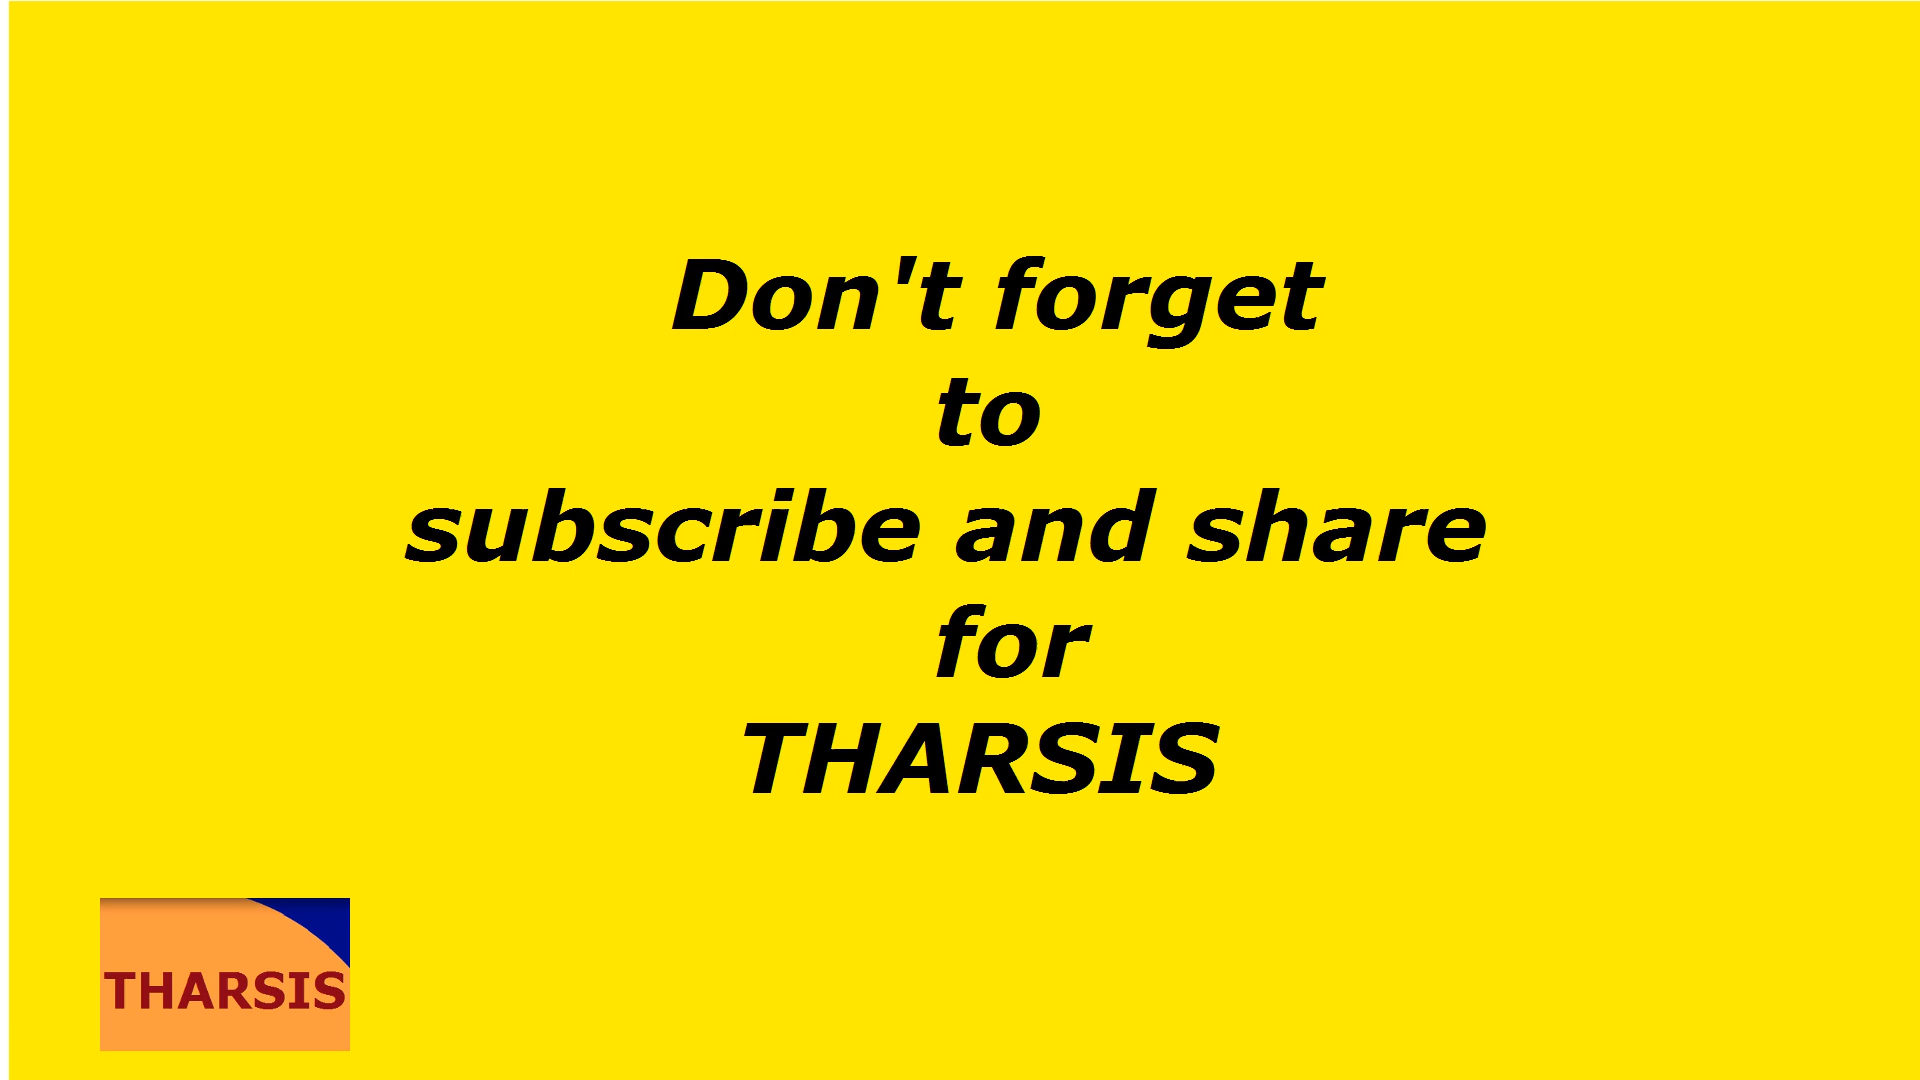 Don't forget
to
subscribe and share
for
THARSIS
THARSIS